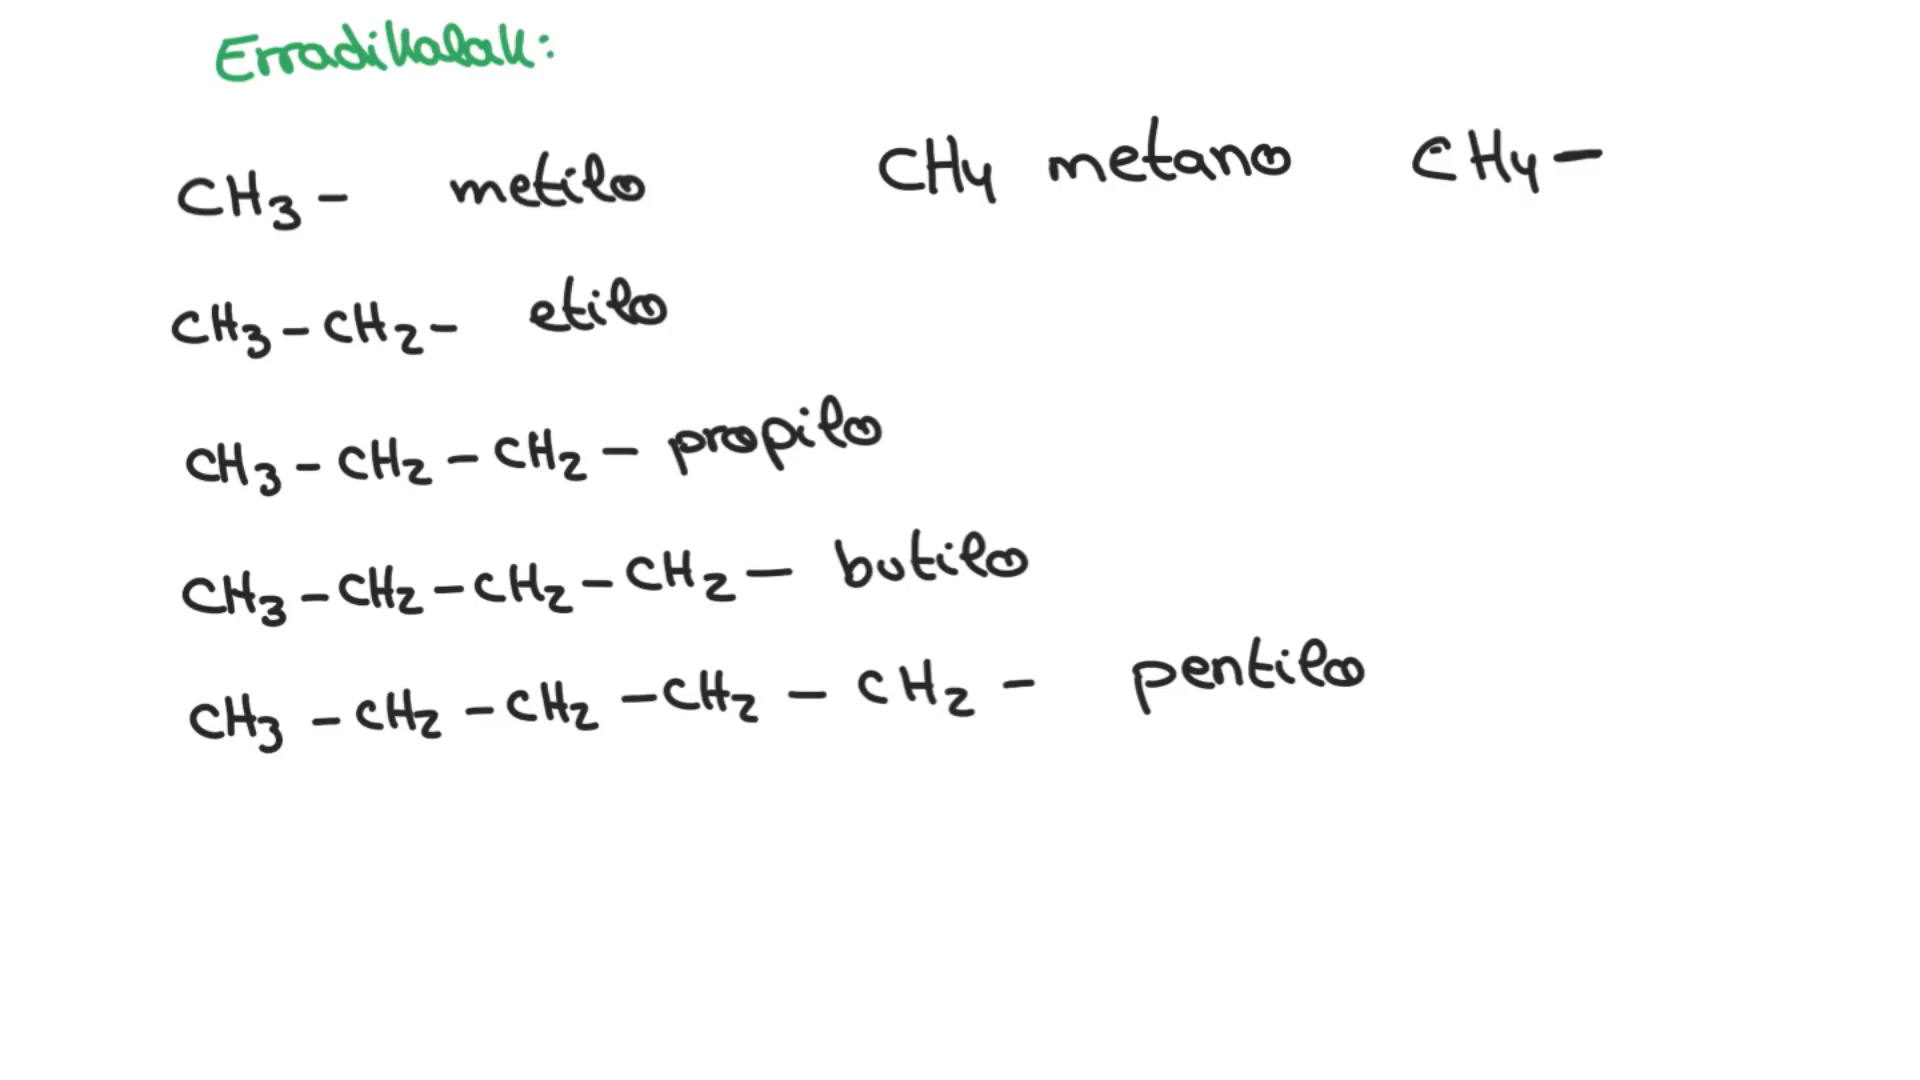 Erradikalak:
CH3 - metilo CH4 metano CH4 -
CH3 - CH2 - etilo
CH3 - CH2 - CH2 - propilo
CH3 - CH2 - CH2 - CH2 - butilo
CH3 - CH2 - CH2 - CH2 - CH2 - pentilo